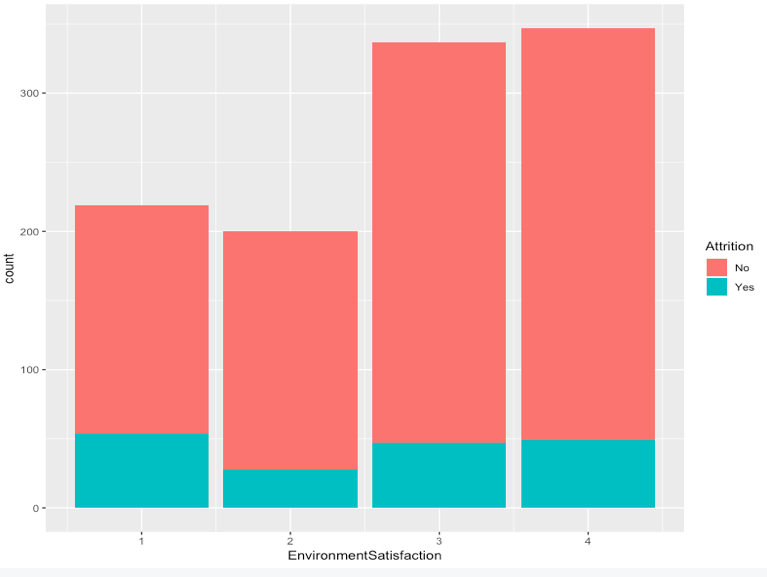 300
200
100
0
count
1 2 3 4
EnvironmentSatisfaction
Attrition
No
Yes